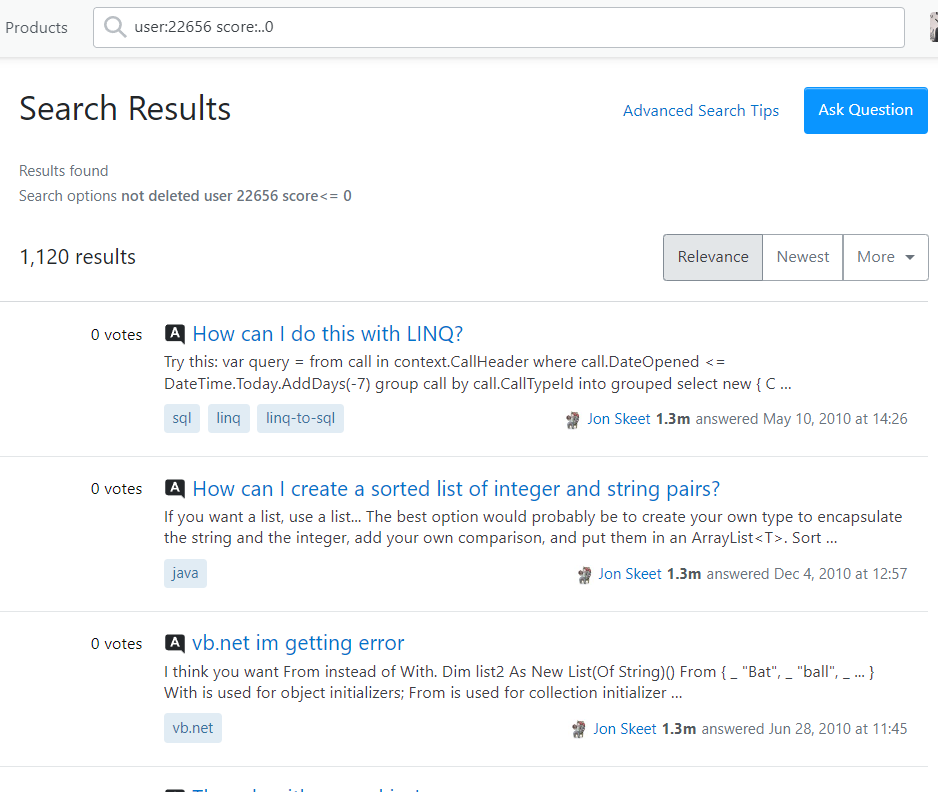 Products
user:22656 score:..0
Search Results
Advanced Search Tips
Ask Question
Results found
Search options not deleted user 22656 score<= 0
1,120 results
Relevance
Newest
More
0 votes
A
How can I do this with LINQ?
Try this: var query = from call in context.CallHeader where call.DateOpened <=
DateTime.Today.AddDays(-7) group call by call.CallTypeId into grouped select new { C ...
sql
linq
linq-to-sql
Jon Skeet 1.3m answered May 10, 2010 at 14:26
0 votes
A
How can I create a sorted list of integer and string pairs?
If you want a list, use a list... The best option would probably be to create your own type to encapsulate
the string and the integer, add your own comparison, and put them in an ArrayList<T>. Sort ...
java
Jon Skeet 1.3m answered Dec 4, 2010 at 12:57
0 votes
A
vb.net im getting error
I think you want From instead of With. Dim list2 As New List(Of String)() From { _ "Bat", _ "ball", _ ... }
With is used for object initializers; From is used for collection initializer ...
vb.net
Jon Skeet 1.3m answered Jun 28, 2010 at 11:45